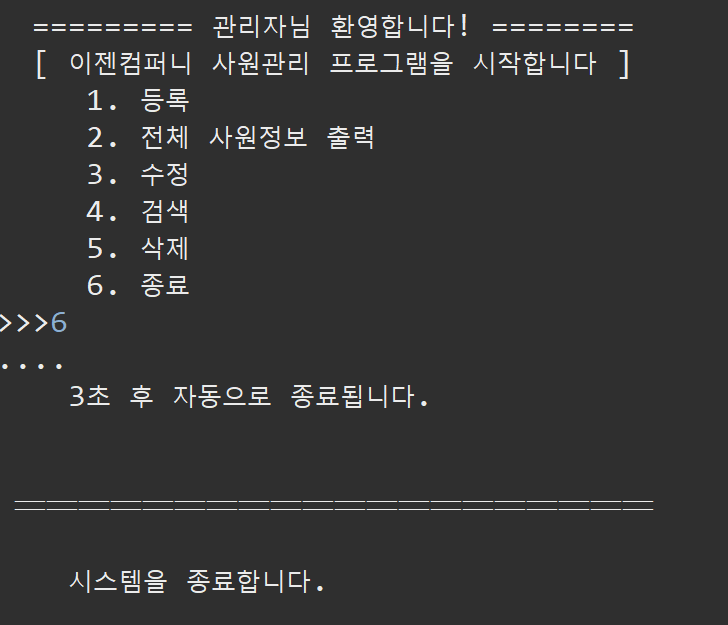 ========= 관리자님 환영합니다! ========
[ 이젠컴퍼니 사원관리 프로그램을 시작합니다 ]
1. 등록
2. 전체 사원정보 출력
3. 수정
4. 검색
5. 삭제
6. 종료
>>>6
....
3초 후 자동으로 종료됩니다.
════════════════════
시스템을 종료합니다.